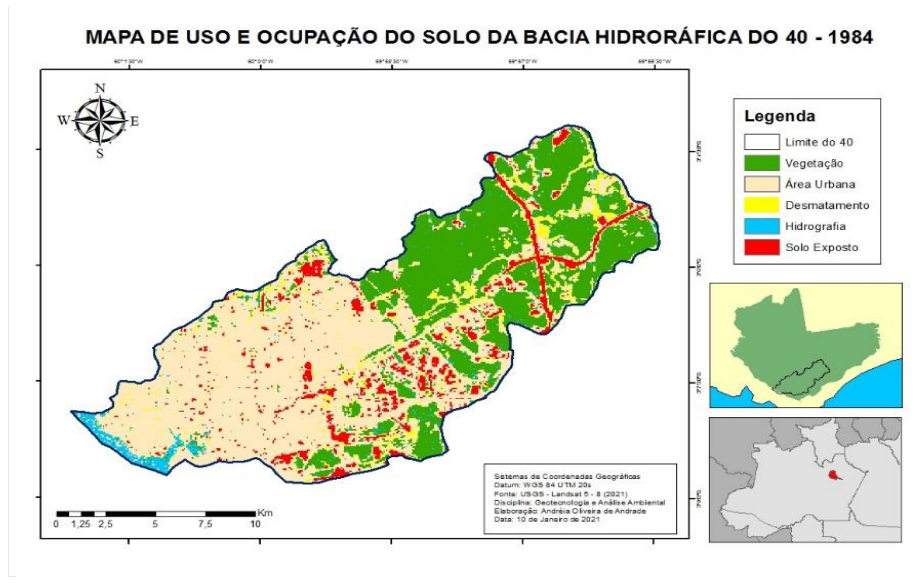 MAPA DE USO E OCUPAÇÃO DO SOLO DA BACIA HIDRORÁFICA DO 40 - 1984
60°0'0"W
N
W E
S
Legenda
Limite do 40
Vegetação
Área Urbana
Desmatamento
Hidrografia
Solo Exposto
Sistemas de Coordenadas Geográficas
Datum: WGS 84 UTM 20s
Fonte: USGS - Landsat 5 - 8 (2021)
Disciplina: Geotecnologia e Análise Ambiental
Elaboração: Andréia Oliveira de Andrade
Data: 10 de Janeiro de 2021
Km
0 1,25 2,5 5 7,5 10